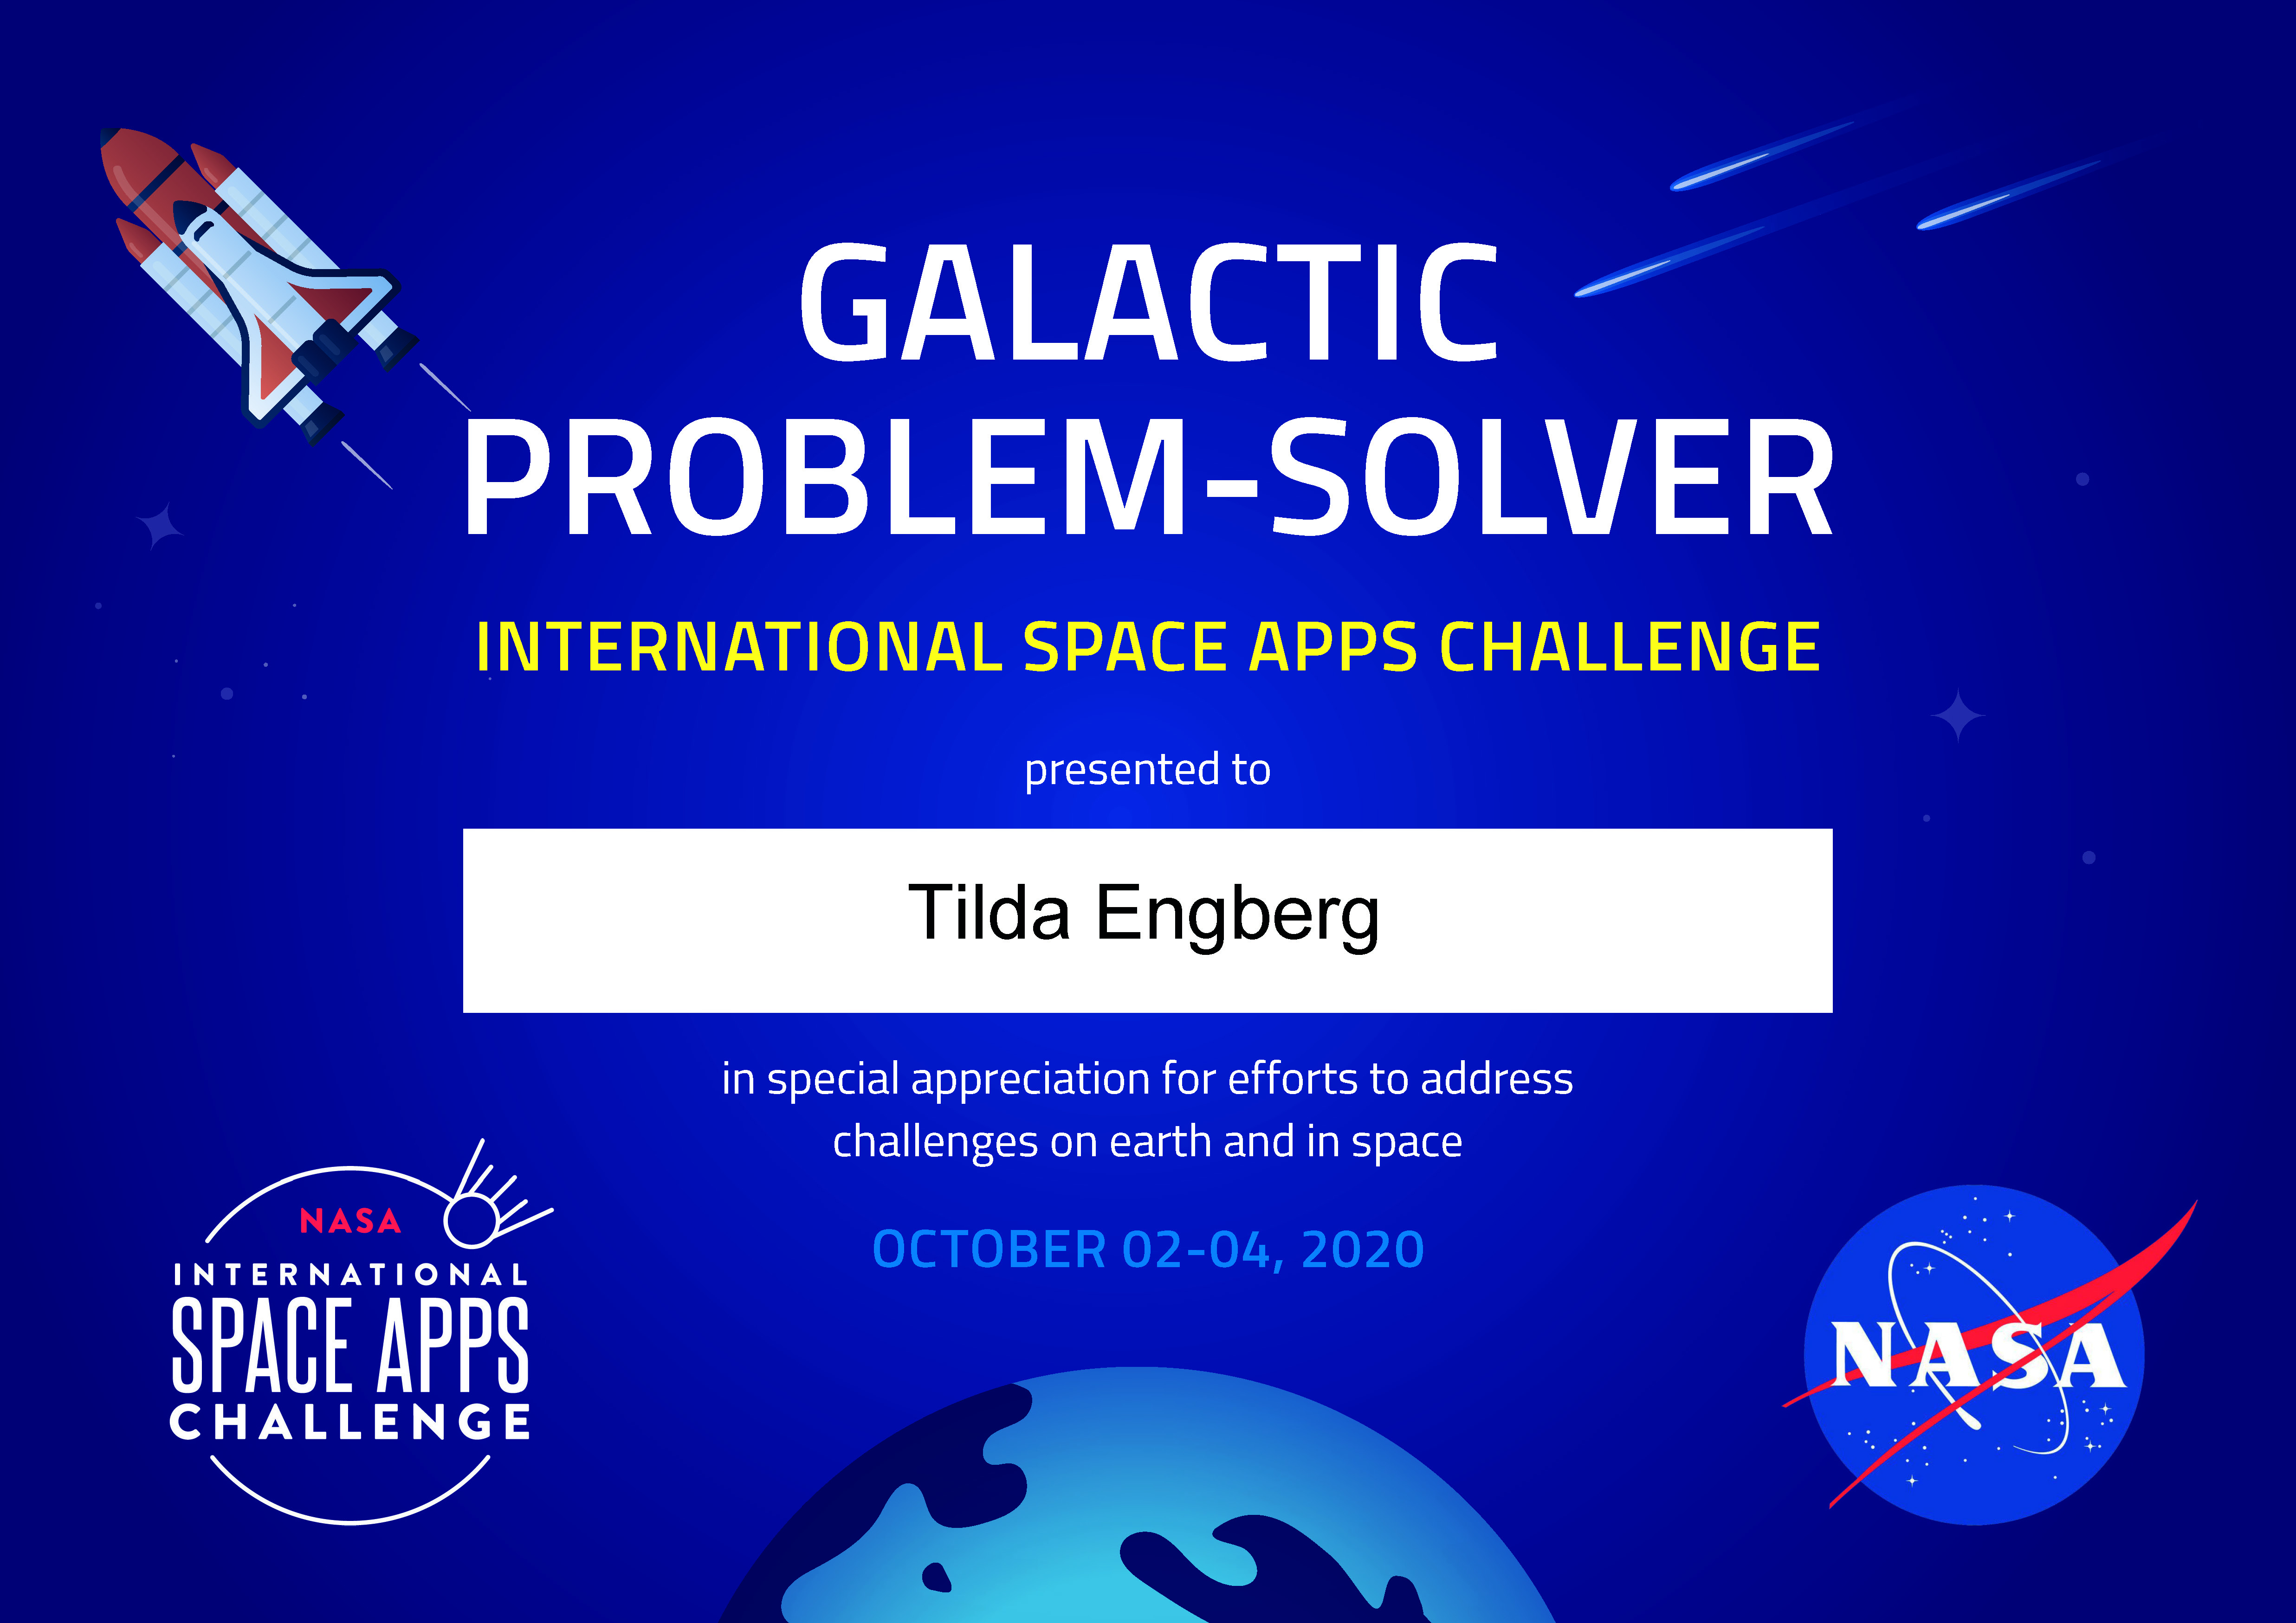 GALACTIC
PROBLEM-SOLVER
INTERNATIONAL SPACE APPS CHALLENGE
presented to
Tilda Engberg
in special appreciation for efforts to address
challenges on earth and in space
OCTOBER 02-04, 2020
NASA
INTERNATIONAL
SPACE APPS
CHALLENGE
NASA